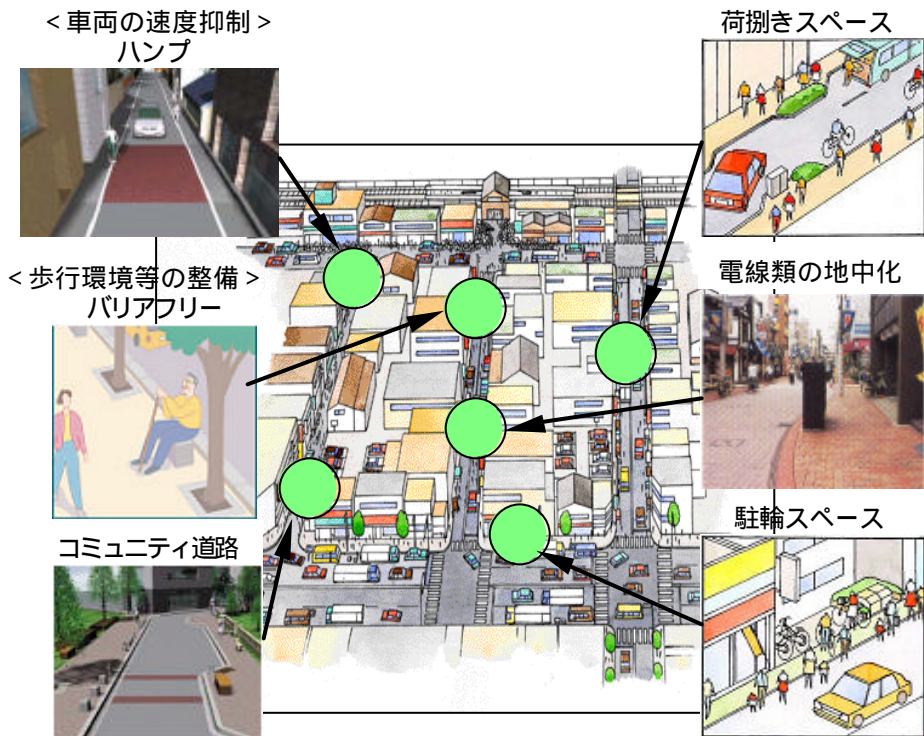 <車両の速度抑制>
ハンプ
荷捌きスペース
<歩行環境等の整備>
バリアフリー
電線類の地中化
コミュニティ道路
駐輪スペース